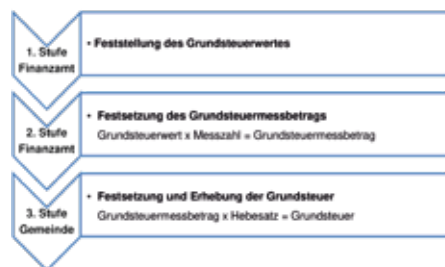 1. Stufe
Finanzamt
• Feststellung des Grundsteuerwertes
2. Stufe
Finanzamt
• Festsetzung des Grundsteuermessbetrags
Grundsteuerwert x Messzahl = Grundsteuermessbetrag
3. Stufe
Gemeinde
• Festsetzung und Erhebung der Grundsteuer
Grundsteuermessbetrag x Hebesatz = Grundsteuer